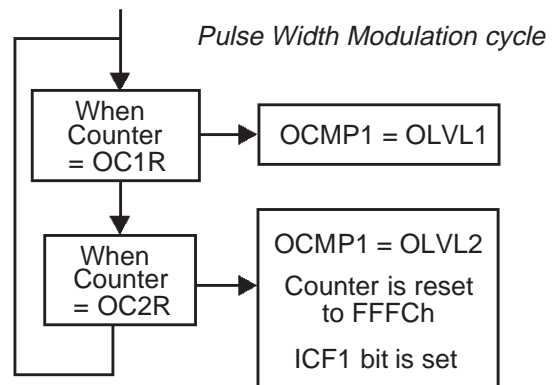 Pulse Width Modulation cycle
When
Counter
= OC1R
OCMP1 = OLVL1
When
Counter
= OC2R
OCMP1 = OLVL2
Counter is reset
to FFFCh
ICF1 bit is set